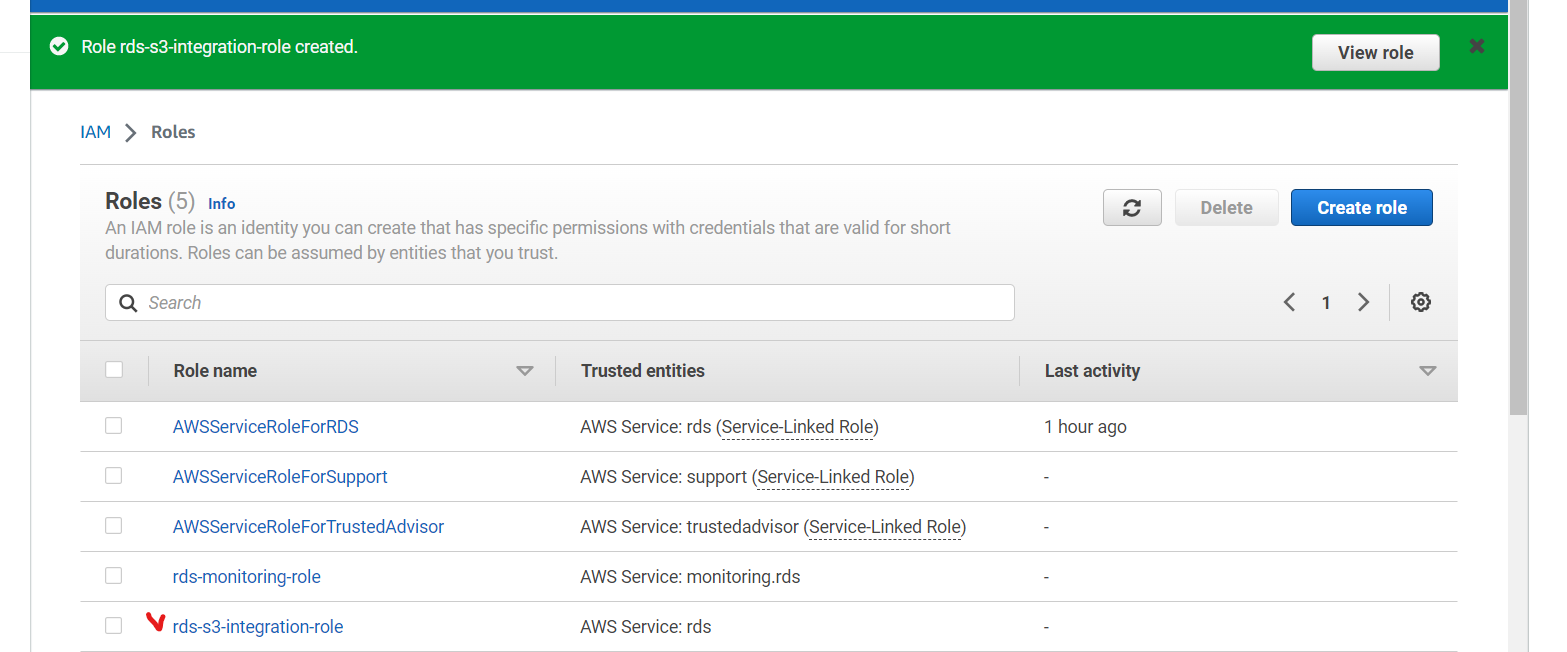 Role rds-s3-integration-role created.
View role
IAM Roles
Roles (5) Info
An IAM role is an identity you can create that has specific permissions with credentials that are valid for short
durations. Roles can be assumed by entities that you trust.
Delete
Create role
Search
1
Role name Trusted entities Last activity
AWSServiceRoleForRDS AWS Service: rds (Service-Linked Role) 1 hour ago
AWSServiceRoleForSupport AWS Service: support (Service-Linked Role) -
AWSServiceRoleForTrustedAdvisor AWS Service: trustedadvisor (Service-Linked Role) -
rds-monitoring-role AWS Service: monitoring.rds -
rds-s3-integration-role AWS Service: rds -